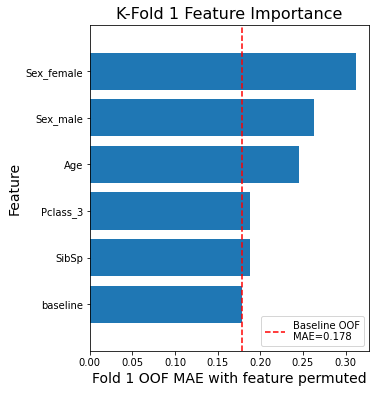 K-Fold 1 Feature Importance
Feature
Sex_female
Sex_male
Age
Pclass_3
SibSp
baseline
Baseline OOF
MAE=0.178
0.00 0.05 0.10 0.15 0.20 0.25 0.30
Fold 1 OOF MAE with feature permuted